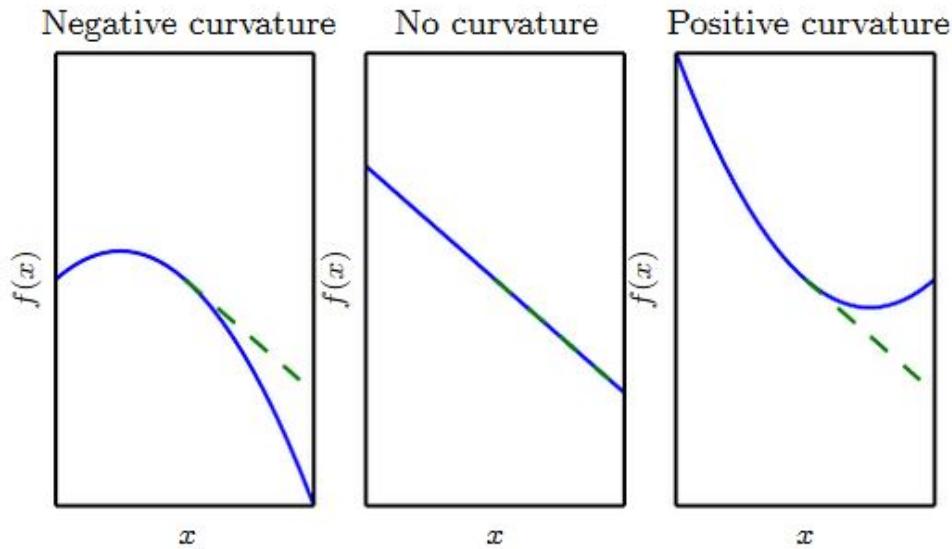 Negative curvature
No curvature
Positive curvature
f(x)
f(x)
f(x)
x
x
x